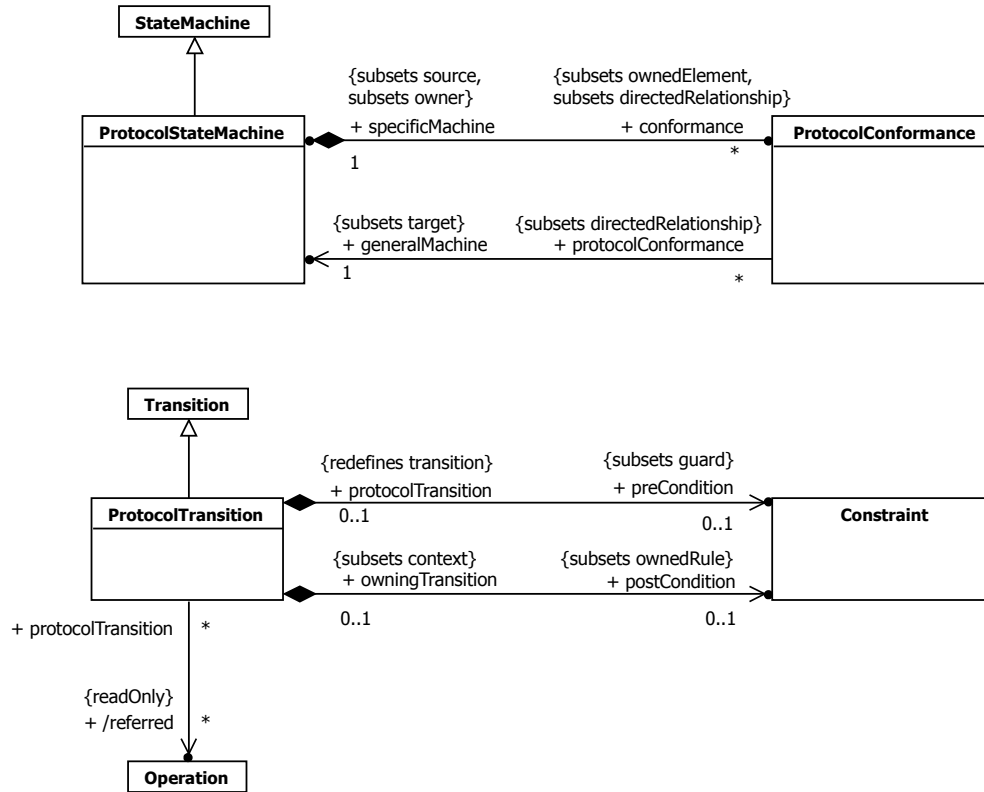 StateMachine
{subsets source,
subsets owner}
{subsets ownedElement,
subsets directedRelationship}
ProtocolStateMachine
+ specificMachine
+ conformance
ProtocolConformance
1
*
{subsets target}
{subsets directedRelationship}
+ generalMachine
+ protocolConformance
1
*
Transition
{redefines transition}
{subsets guard}
+ protocolTransition
+ preCondition
ProtocolTransition
0..1
0..1
Constraint
{subsets context}
{subsets ownedRule}
+ owningTransition
+ postCondition
0..1
0..1
+ protocolTransition
*
{readOnly}
+ /referred
*
Operation